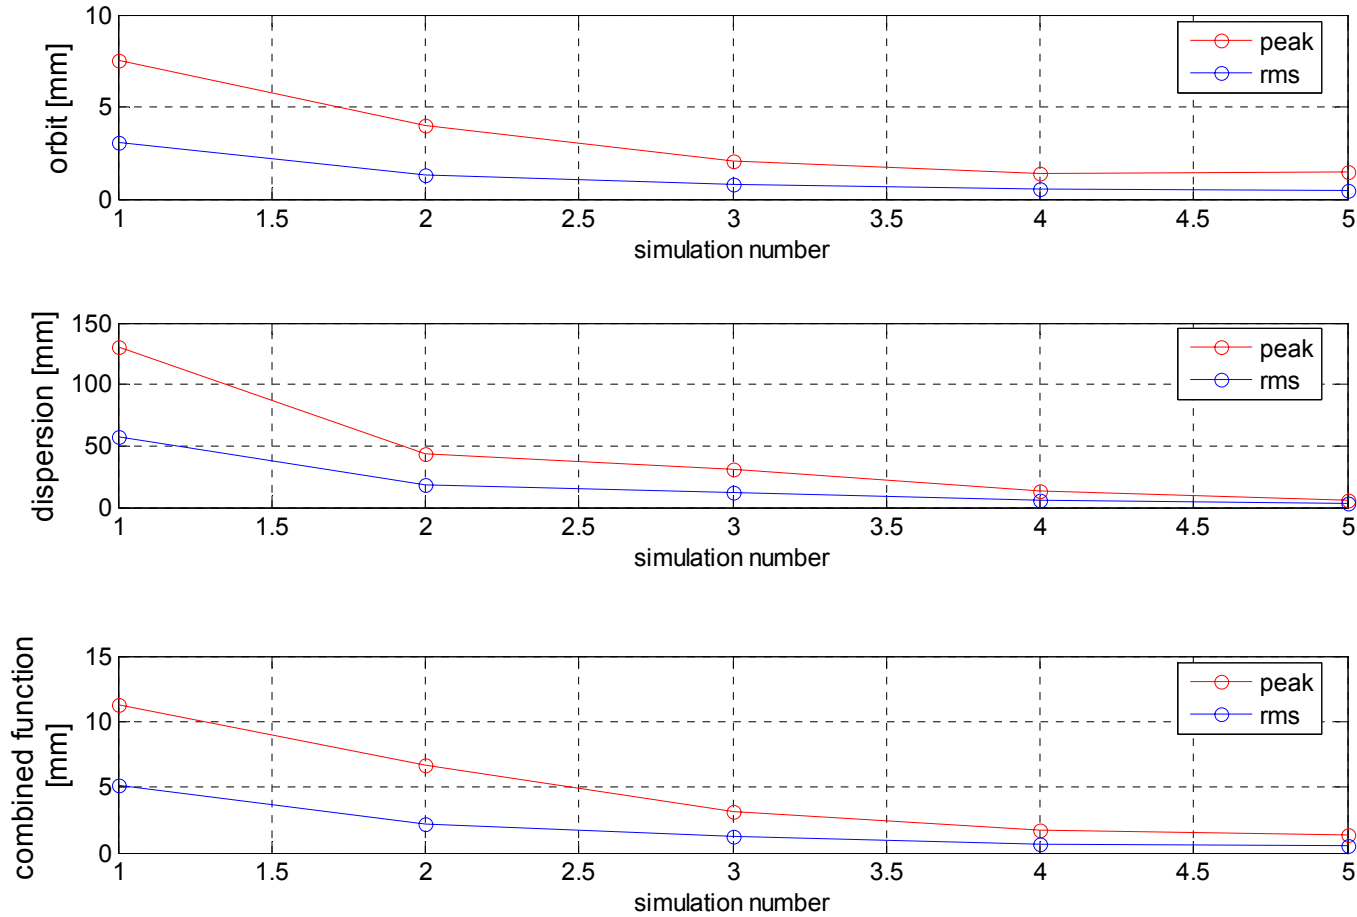 10
5
0
orbit [mm]
peak
rms
1 1.5 2 2.5 3 3.5 4 4.5 5
simulation number
150
100
50
0
dispersion [mm]
peak
rms
1 1.5 2 2.5 3 3.5 4 4.5 5
simulation number
15
10
5
0
combined function
[mm]
peak
rms
1 1.5 2 2.5 3 3.5 4 4.5 5
simulation number